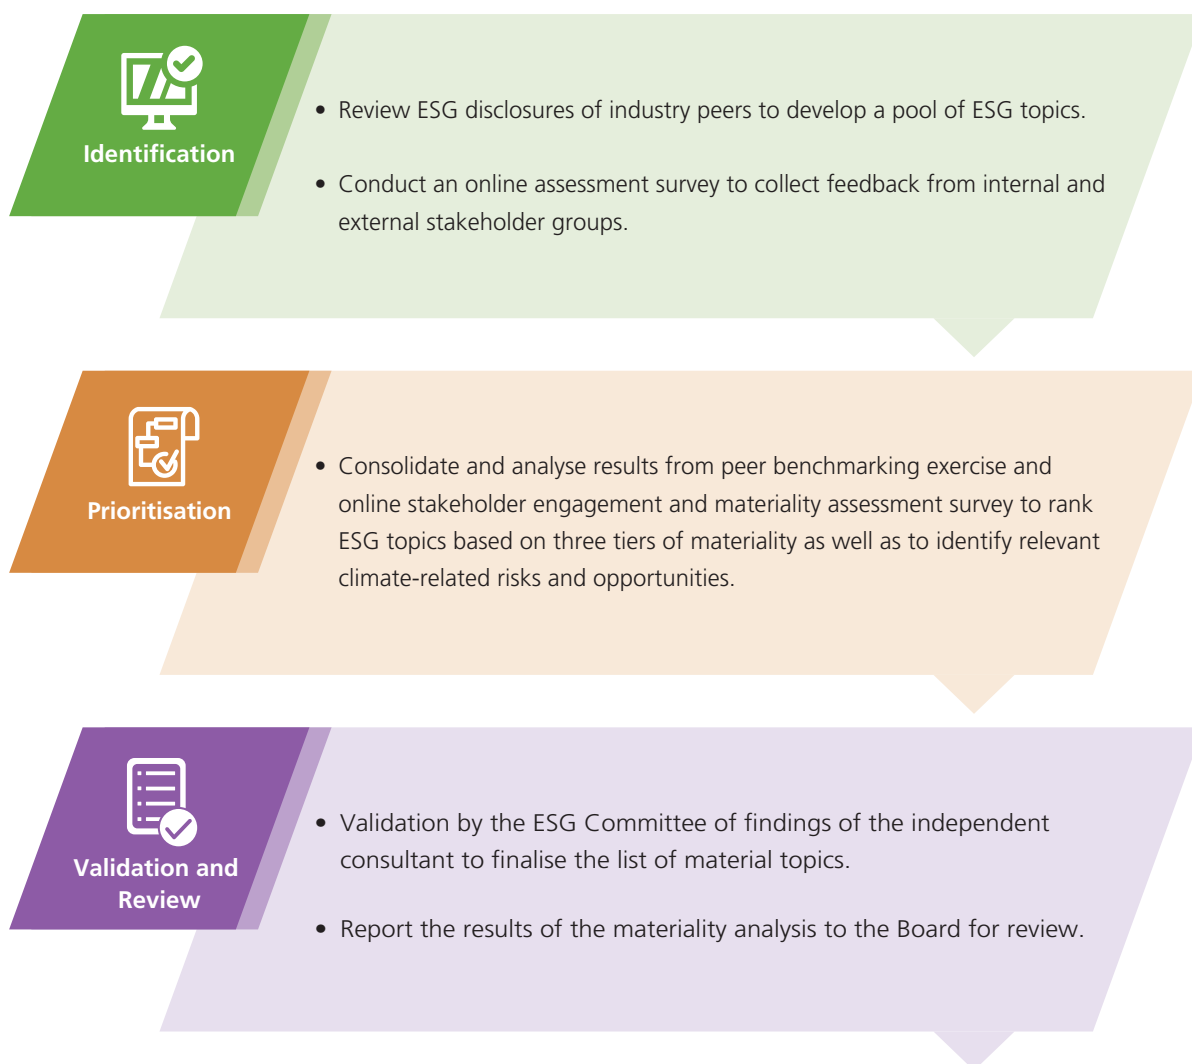 Identification
• Review ESG disclosures of industry peers to develop a pool of ESG topics.
• Conduct an online assessment survey to collect feedback from internal and
external stakeholder groups.
Prioritisation
• Consolidate and analyse results from peer benchmarking exercise and
online stakeholder engagement and materiality assessment survey to rank
ESG topics based on three tiers of materiality as well as to identify relevant
climate-related risks and opportunities.
Validation and
Review
• Validation by the ESG Committee of findings of the independent
consultant to finalise the list of material topics.
• Report the results of the materiality analysis to the Board for review.